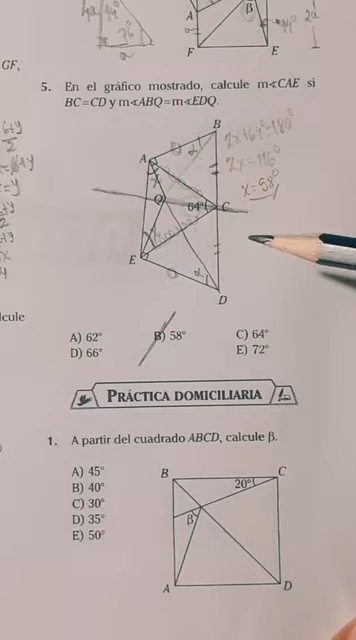 76°
A
β
F
E
GF,
5. En el gráfico mostrado, calcule m∢CAE si
BC=CD y m∢ABQ=m∢EDQ.
B
2x+64°=180°
2x=116°
x=58°
A
α
x
Q
64°
C
E
α
D
cule
A) 62°
B) 58°
C) 64°
D) 66°
E) 72°
PRÁCTICA DOMICILIARIA
1. A partir del cuadrado ABCD, calcule β.
A) 45°
B) 40°
C) 30°
D) 35°
E) 50°
B
C
20°
β
A
D